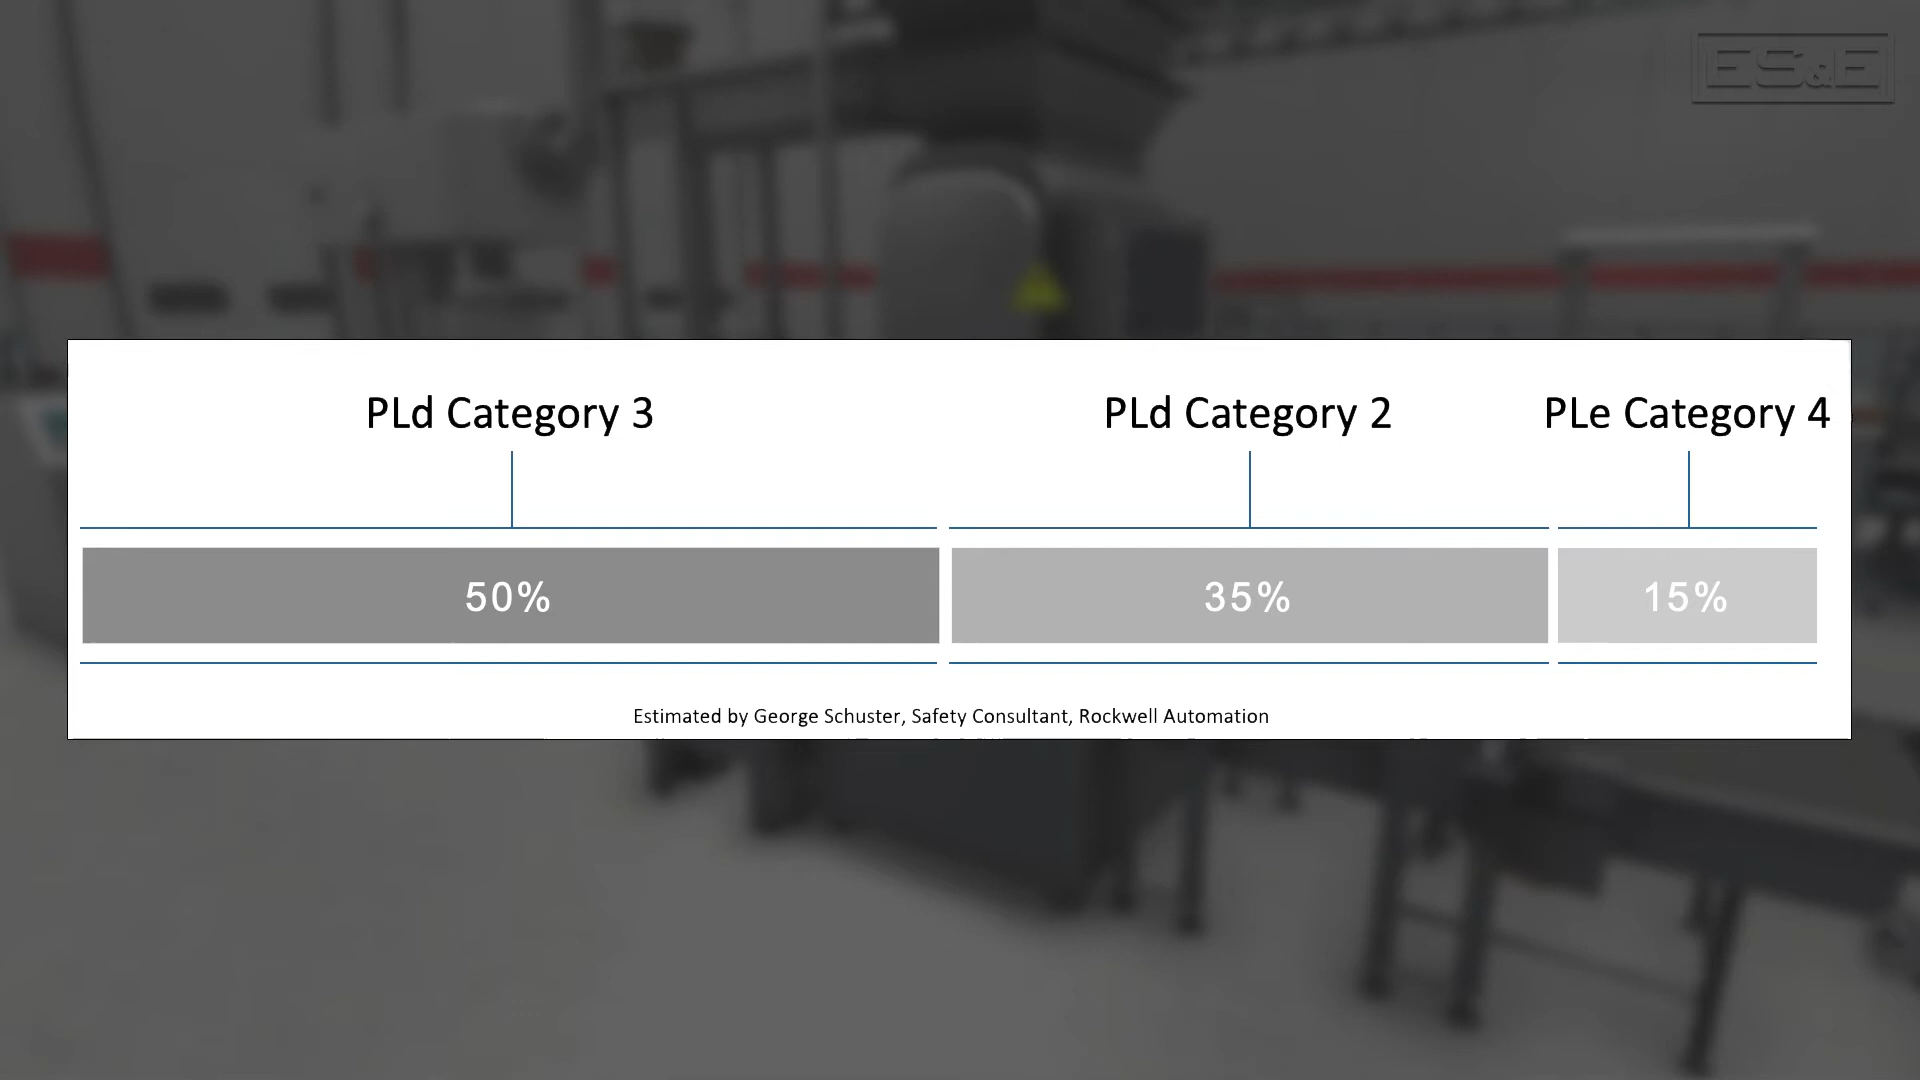 ES&E
PLd Category 3
PLd Category 2
PLe Category 4
50%
35%
15%
Estimated by George Schuster, Safety Consultant, Rockwell Automation